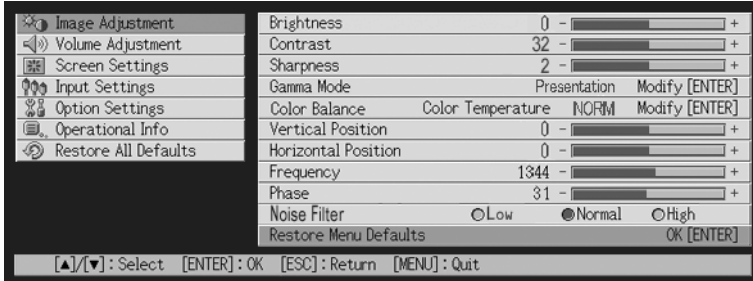 Image Adjustment
Volume Adjustment
Screen Settings
Input Settings
Option Settings
Operational Info
Restore All Defaults
Brightness 0 - +
Contrast 32 - +
Sharpness 2 - +
Gamma Mode Presentation Modify [ENTER]
Color Balance Color Temperature NORM Modify [ENTER]
Vertical Position 0 - +
Horizontal Position 0 - +
Frequency 1344 - +
Phase 31 - +
Noise Filter Low Normal High
Restore Menu Defaults OK [ENTER]
[▲]/[▼]:Select [ENTER]:OK [ESC]:Return [MENU]:Quit